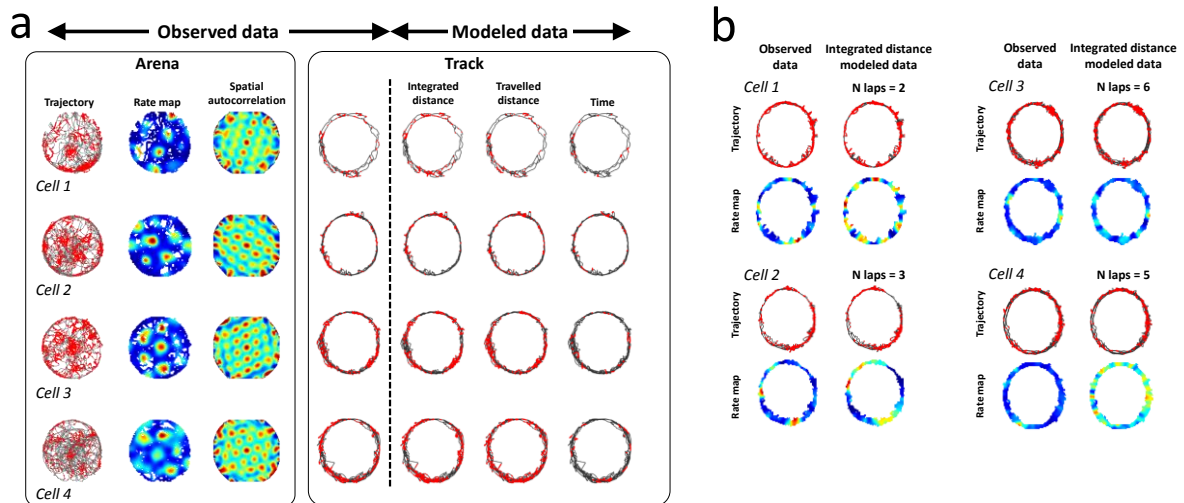 a
Observed data
Modeled data
Arena
Track
Trajectory
Rate map
Spatial
autocorrelation
Integrated
distance
Travelled
distance
Time
Cell 1
Cell 2
Cell 3
Cell 4
b
Observed
data
Integrated distance
modeled data
Cell 1
N laps = 2
Trajectory
Rate map
Cell 2
N laps = 3
Trajectory
Rate map
Observed
data
Integrated distance
modeled data
Cell 3
N laps = 6
Trajectory
Rate map
Cell 4
N laps = 5
Trajectory
Rate map